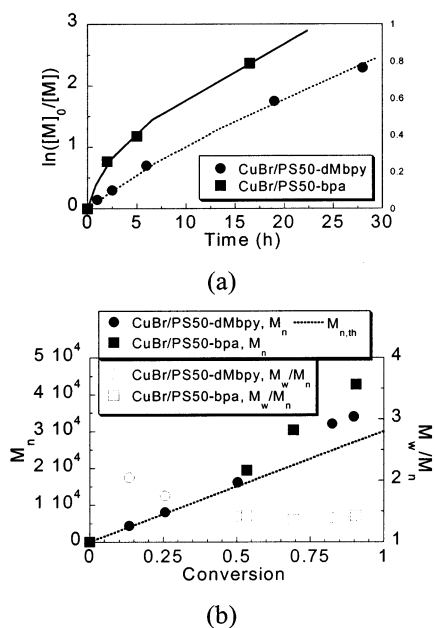 ln([M]0/[M])
3
2
1
0
1
0.8
0.6
0.4
0.2
0
0 5 10 15 20 25 30
CuBr/PS50-dMbpy
CuBr/PS50-bpa
Time (h)
(a)
CuBr/PS50-dMbpy, Mn
Mn,th
CuBr/PS50-bpa, Mn
CuBr/PS50-dMbpy, Mw/Mn
CuBr/PS50-bpa, Mw/Mn
Mn
5 10^4
4 10^4
3 10^4
2 10^4
1 10^4
0
4
3
2
1
Mw/Mn
0 0.25 0.5 0.75 1
Conversion
(b)